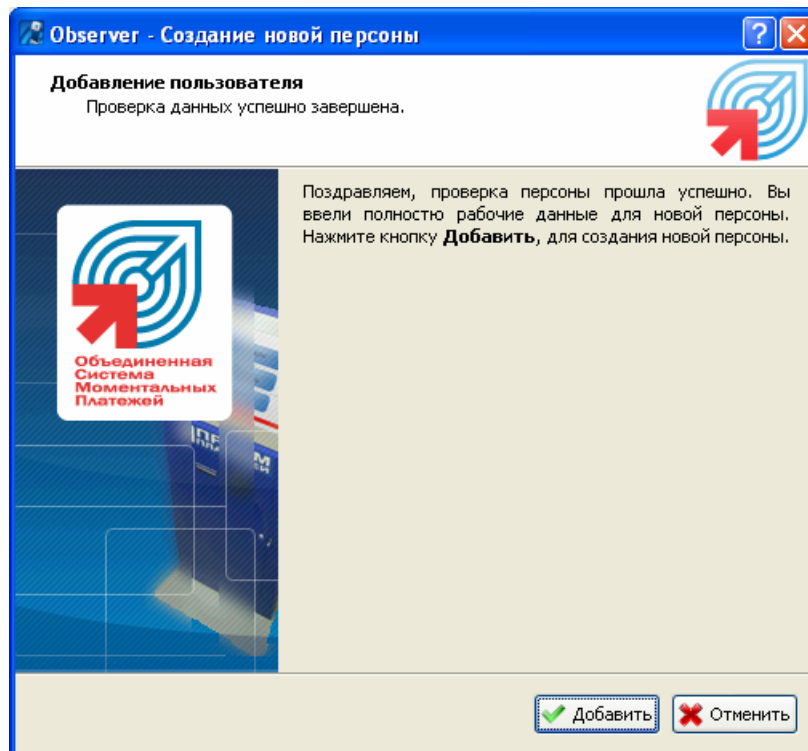 Observer - Создание новой персоны
Добавление пользователя
Проверка данных успешно завершена.
Поздравляем, проверка персоны прошла успешно. Вы
ввели полностю рабочие данные для новой персоны.
Нажмите кнопку Добавить, для создания новой персоны.
Объединенная
Система
Моментальных
Платежей
Добавить
Отменить